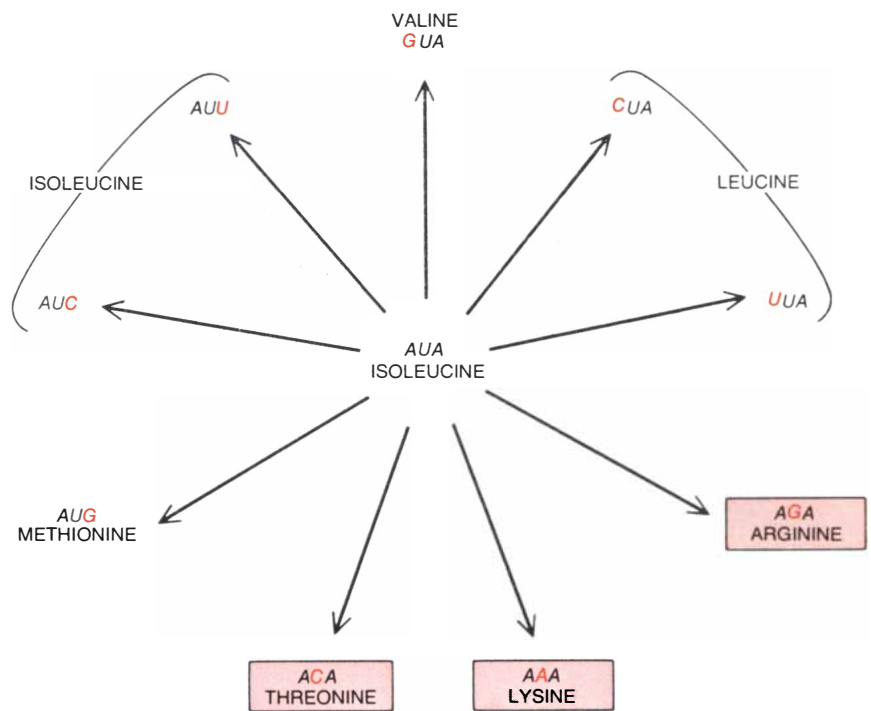 VALINE
GUA
AUU
CUA
ISOLEUCINE
LEUCINE
AUC
UUA
AUA
ISOLEUCINE
AUG
METHIONINE
AGA
ARGININE
ACA
THREONINE
AAA
LYSINE